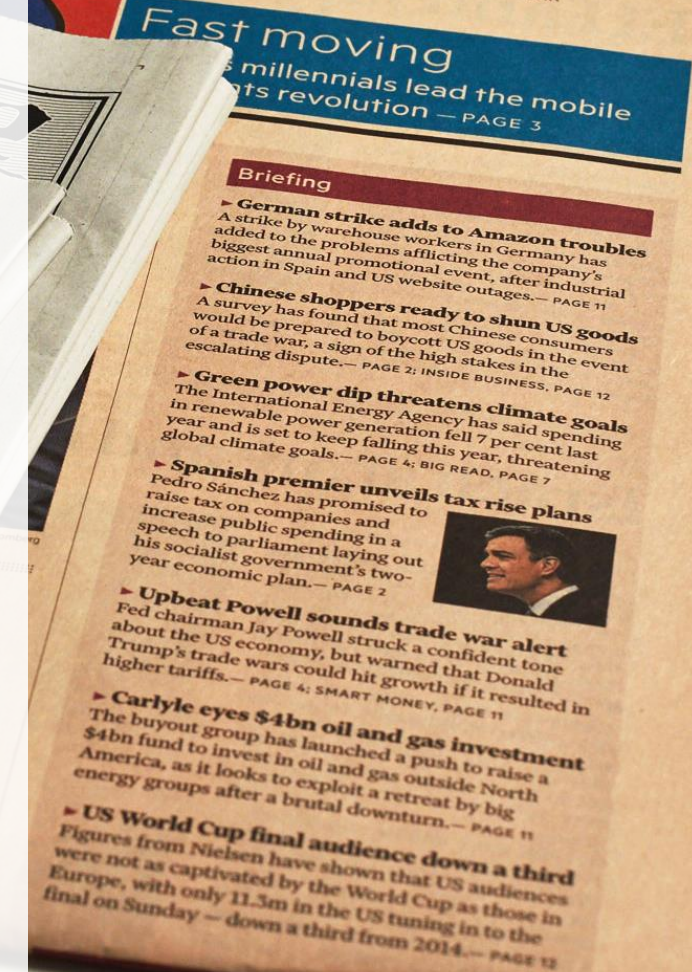 Fast moving
millennials lead the mobile
revolution — PAGE 3
Briefing
► German strike adds to Amazon troubles
A strike by warehouse workers in Germany has
added to the problems afflicting the company's
biggest annual promotional event, after industrial
action in Spain and US website outages.— PAGE 11
► Chinese shoppers ready to shun US goods
A survey has found that most Chinese consumers
would be prepared to boycott US goods in the event
of a trade war, a sign of the high stakes in the
escalating dispute.— PAGE 2; INSIDE BUSINESS, PAGE 12
► Green power dip threatens climate goals
The International Energy Agency has said spending
in renewable power generation fell 7 per cent last
year and is set to keep falling this year, threatening
global climate goals.— PAGE 4; BIG READ, PAGE 7
► Spanish premier unveils tax rise plans
Pedro Sánchez has promised to
raise tax on companies and
increase public spending in a
speech to parliament laying out
his socialist government's two-
year economic plan.— PAGE 2
► Upbeat Powell sounds trade war alert
Fed chairman Jay Powell struck a confident tone
about the US economy, but warned that Donald
Trump's trade wars could hit growth if it resulted in
higher tariffs.— PAGE 4; SMART MONEY, PAGE 11
► Carlyle eyes $4bn oil and gas investment
The buyout group has launched a push to raise a
$4bn fund to invest in oil and gas outside North
America, as it looks to exploit a retreat by big
energy groups after a brutal downturn.— PAGE 11
► US World Cup final audience down a third
Figures from Nielsen have shown that US audiences
were not as captivated by the World Cup as those in
Europe, with only 11.3m in the US tuning in to the
final on Sunday — down a third from 2014.— PAGE 12